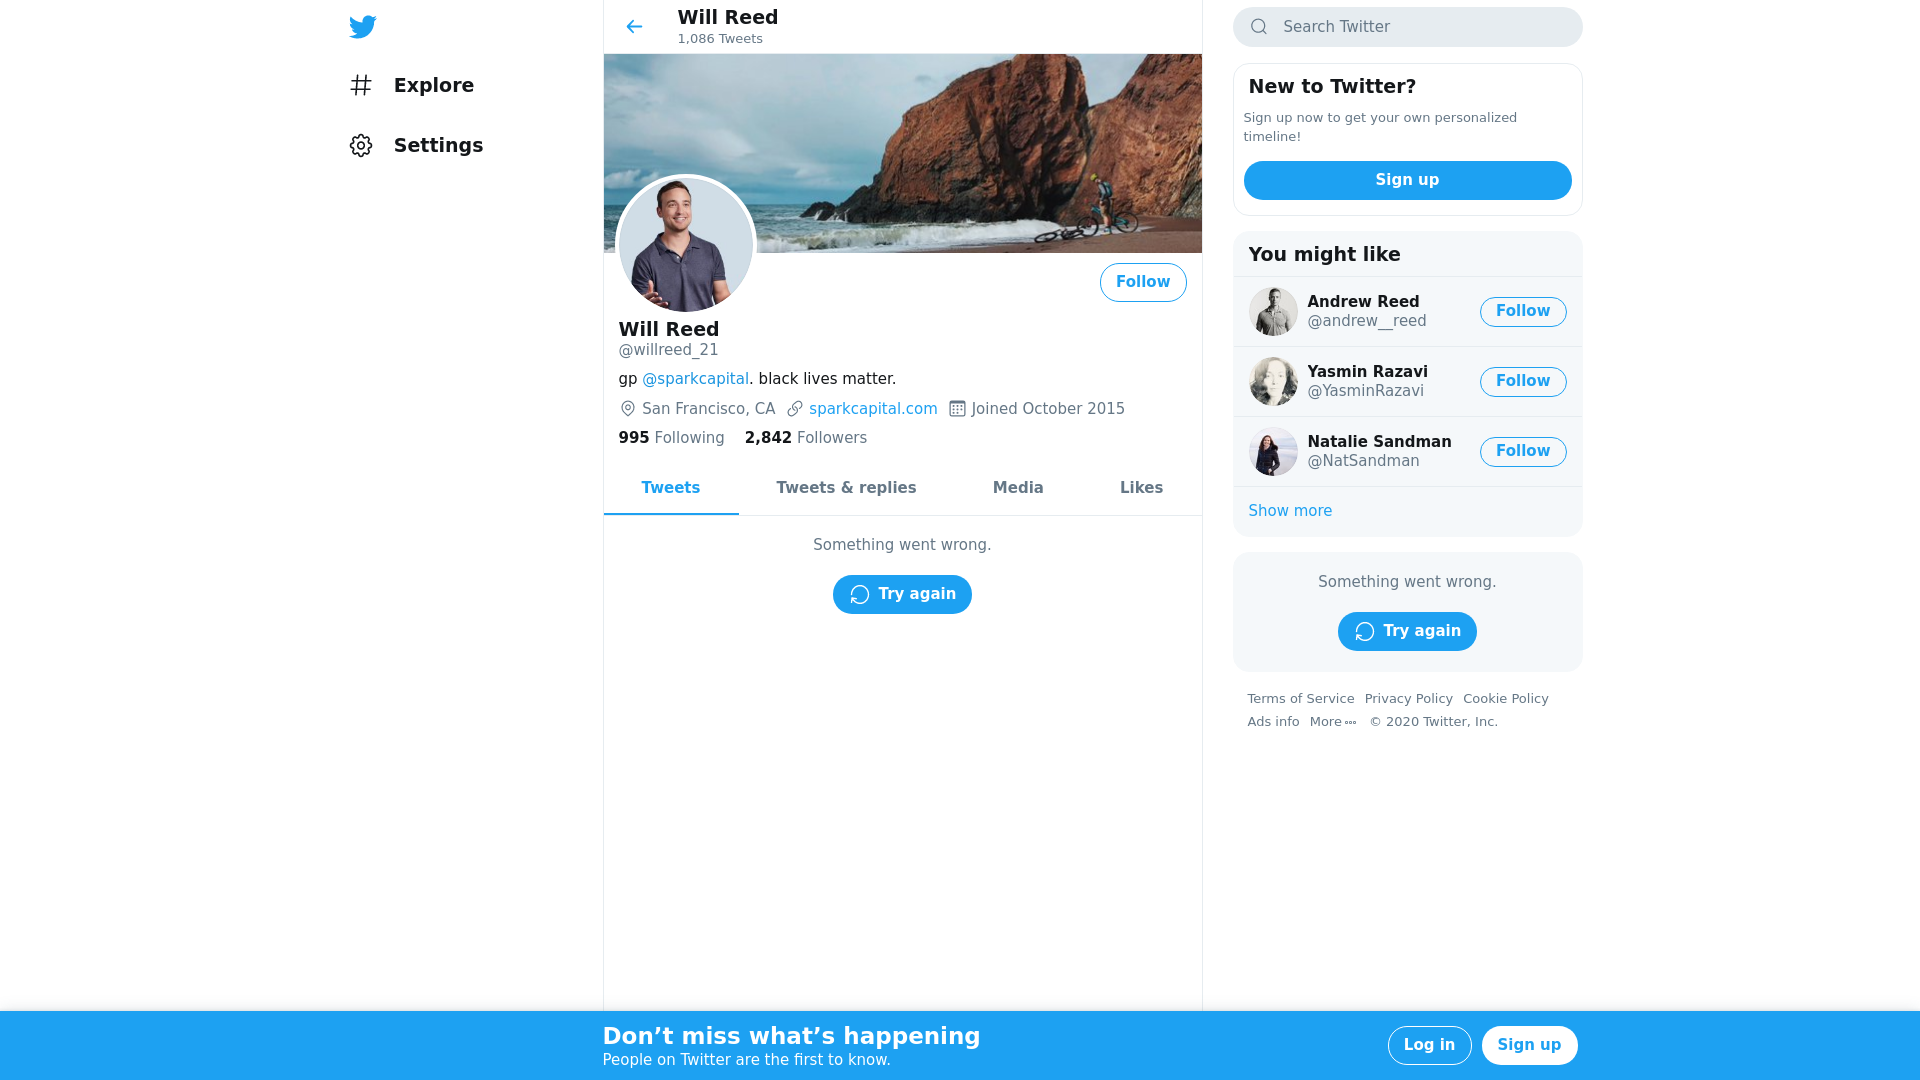 Explore
Settings
Will Reed
1,086 Tweets
Follow
Will Reed
@willreed_21
gp @sparkcapital. black lives matter.
San Francisco, CA sparkcapital.com Joined October 2015
995 Following 2,842 Followers
Tweets Tweets & replies Media Likes
Something went wrong.
Try again
Search Twitter
New to Twitter?
Sign up now to get your own personalized
timeline!
Sign up
You might like
Andrew Reed
@andrew__reed
Follow
Yasmin Razavi
@YasminRazavi
Follow
Natalie Sandman
@NatSandman
Follow
Show more
Something went wrong.
Try again
Terms of Service Privacy Policy Cookie Policy
Ads info More © 2020 Twitter, Inc.
Don’t miss what’s happening
People on Twitter are the first to know.
Log in Sign up